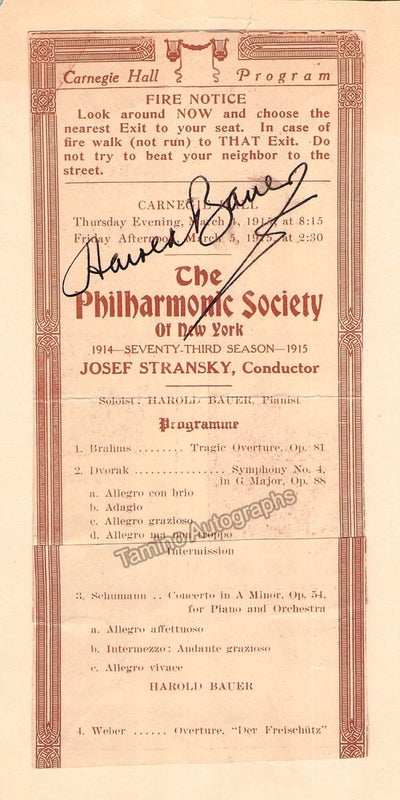 Carnegie Hall Program
FIRE NOTICE
Look around NOW and choose the
nearest Exit to your seat. In case of
fire walk (not run) to THAT Exit. Do
not try to beat your neighbor to the
street.
CARNEGIE HALL
Thursday Evening, March 4, 1915, at 8:15
Friday Afternoon, March 5, 1915, at 2:30
Harold Bauer
The
Philharmonic Society
Of New York
1914—SEVENTY-THIRD SEASON—1915
JOSEF STRANSKY, Conductor
Soloist: HAROLD BAUER, Pianist
Programme
1. Brahms ........ Tragic Overture, Op. 81
2. Dvorak ............... Symphony No. 4,
in G Major, Op. 88
a. Allegro con brio
b. Adagio
c. Allegro grazioso
d. Allegro ma non troppo
Tamino Autographs
Intermission
3. Schumann .. Concerto in A Minor, Op. 54,
for Piano and Orchestra
a. Allegro affettuoso
b. Intermezzo: Andante grazioso
c. Allegro vivace
HAROLD BAUER
4. Weber ...... Overture, "Der Freischütz"